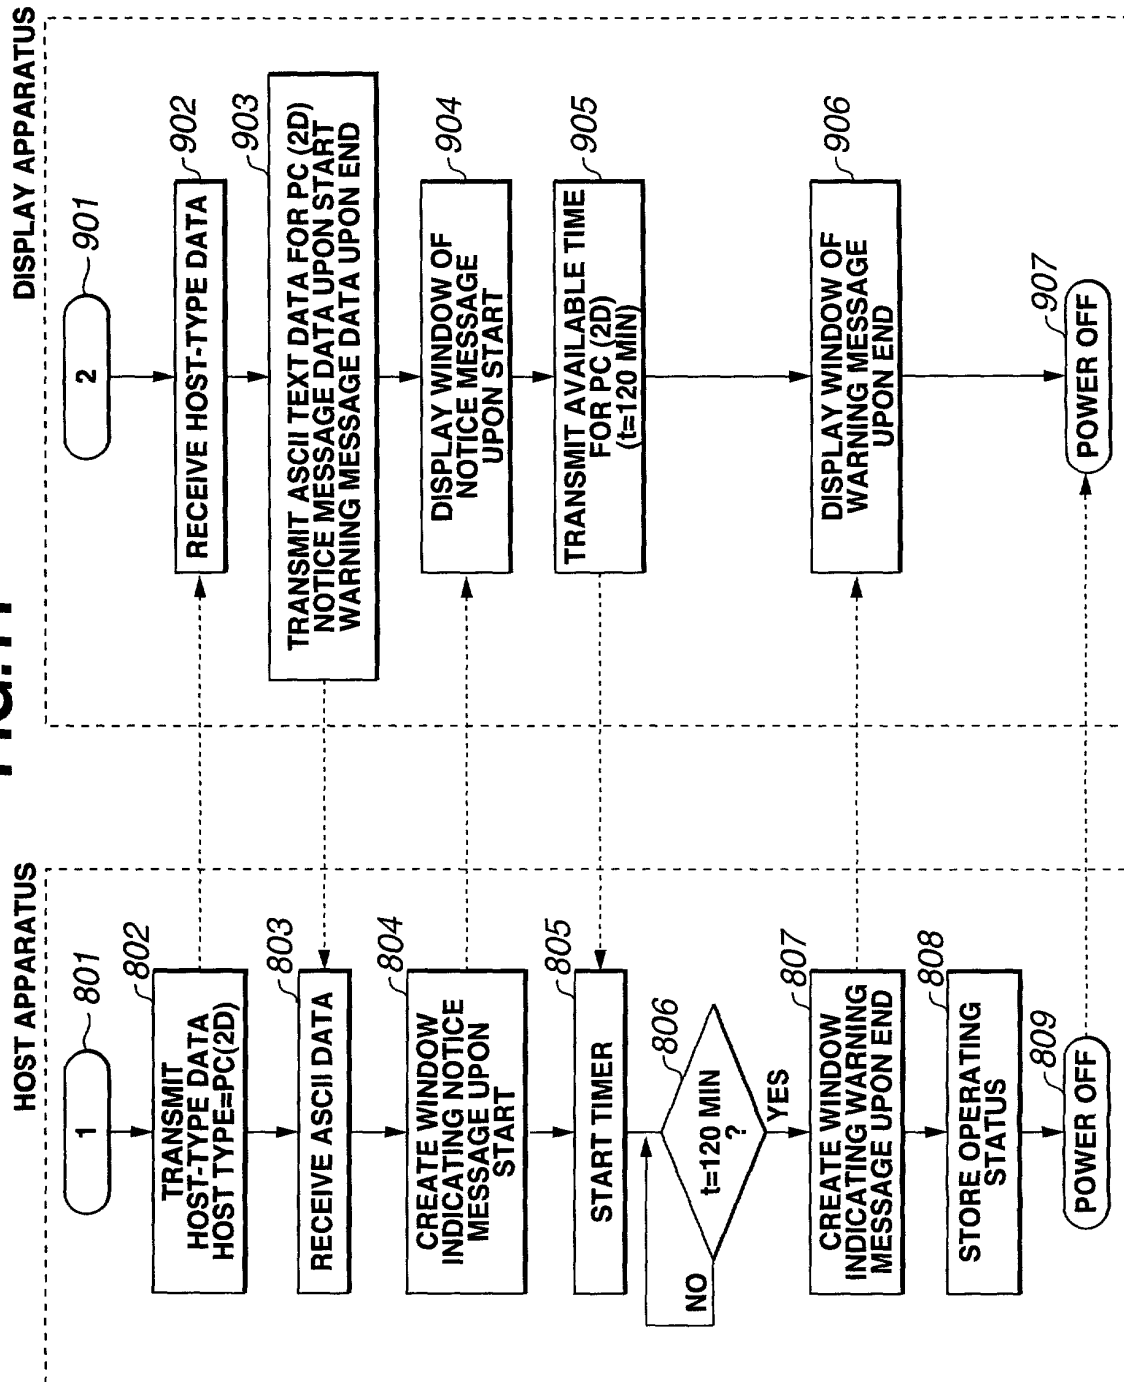 HOST APPARATUS
1
801
TRANSMIT
HOST-TYPE DATA
HOST TYPE=PC(2D)
802
RECEIVE ASCII DATA
803
CREATE WINDOW
INDICATING NOTICE
MESSAGE UPON
START
804
START TIMER
805
t=120 MIN
?
806
NO
YES
CREATE WINDOW
INDICATING WARNING
MESSAGE UPON END
807
STORE OPERATING
STATUS
808
POWER OFF
809
DISPLAY APPARATUS
2
901
RECEIVE HOST-TYPE DATA
902
TRANSMIT ASCII TEXT DATA FOR PC (2D)
NOTICE MESSAGE DATA UPON START
WARNING MESSAGE DATA UPON END
903
DISPLAY WINDOW OF
NOTICE MESSAGE
UPON START
904
TRANSMIT AVAILABLE TIME
FOR PC (2D)
(t=120 MIN)
905
DISPLAY WINDOW OF
WARNING MESSAGE
UPON END
906
POWER OFF
907